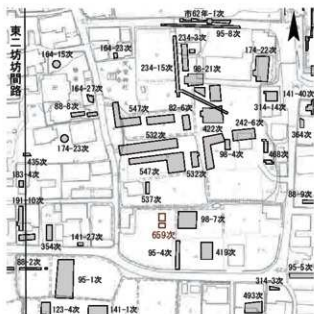 市62年-1次
95-8次
東二坊坊間路
164-15次
164-23次
234-3次
174-22次
234-15次
98-21次
164-27次
314-14次
141-40次
88-8次
547次
82-6次
242-6次
364次
422次
532次
174-23次
98-4次
468次
435次
547次
532次
183-4次
537次
191-10次
88-9次
98-7次
659次
354次
141-27次
95-4次
419次
88-2次
95-5次
95-1次
314-3次
123-4次
141-1次
493次